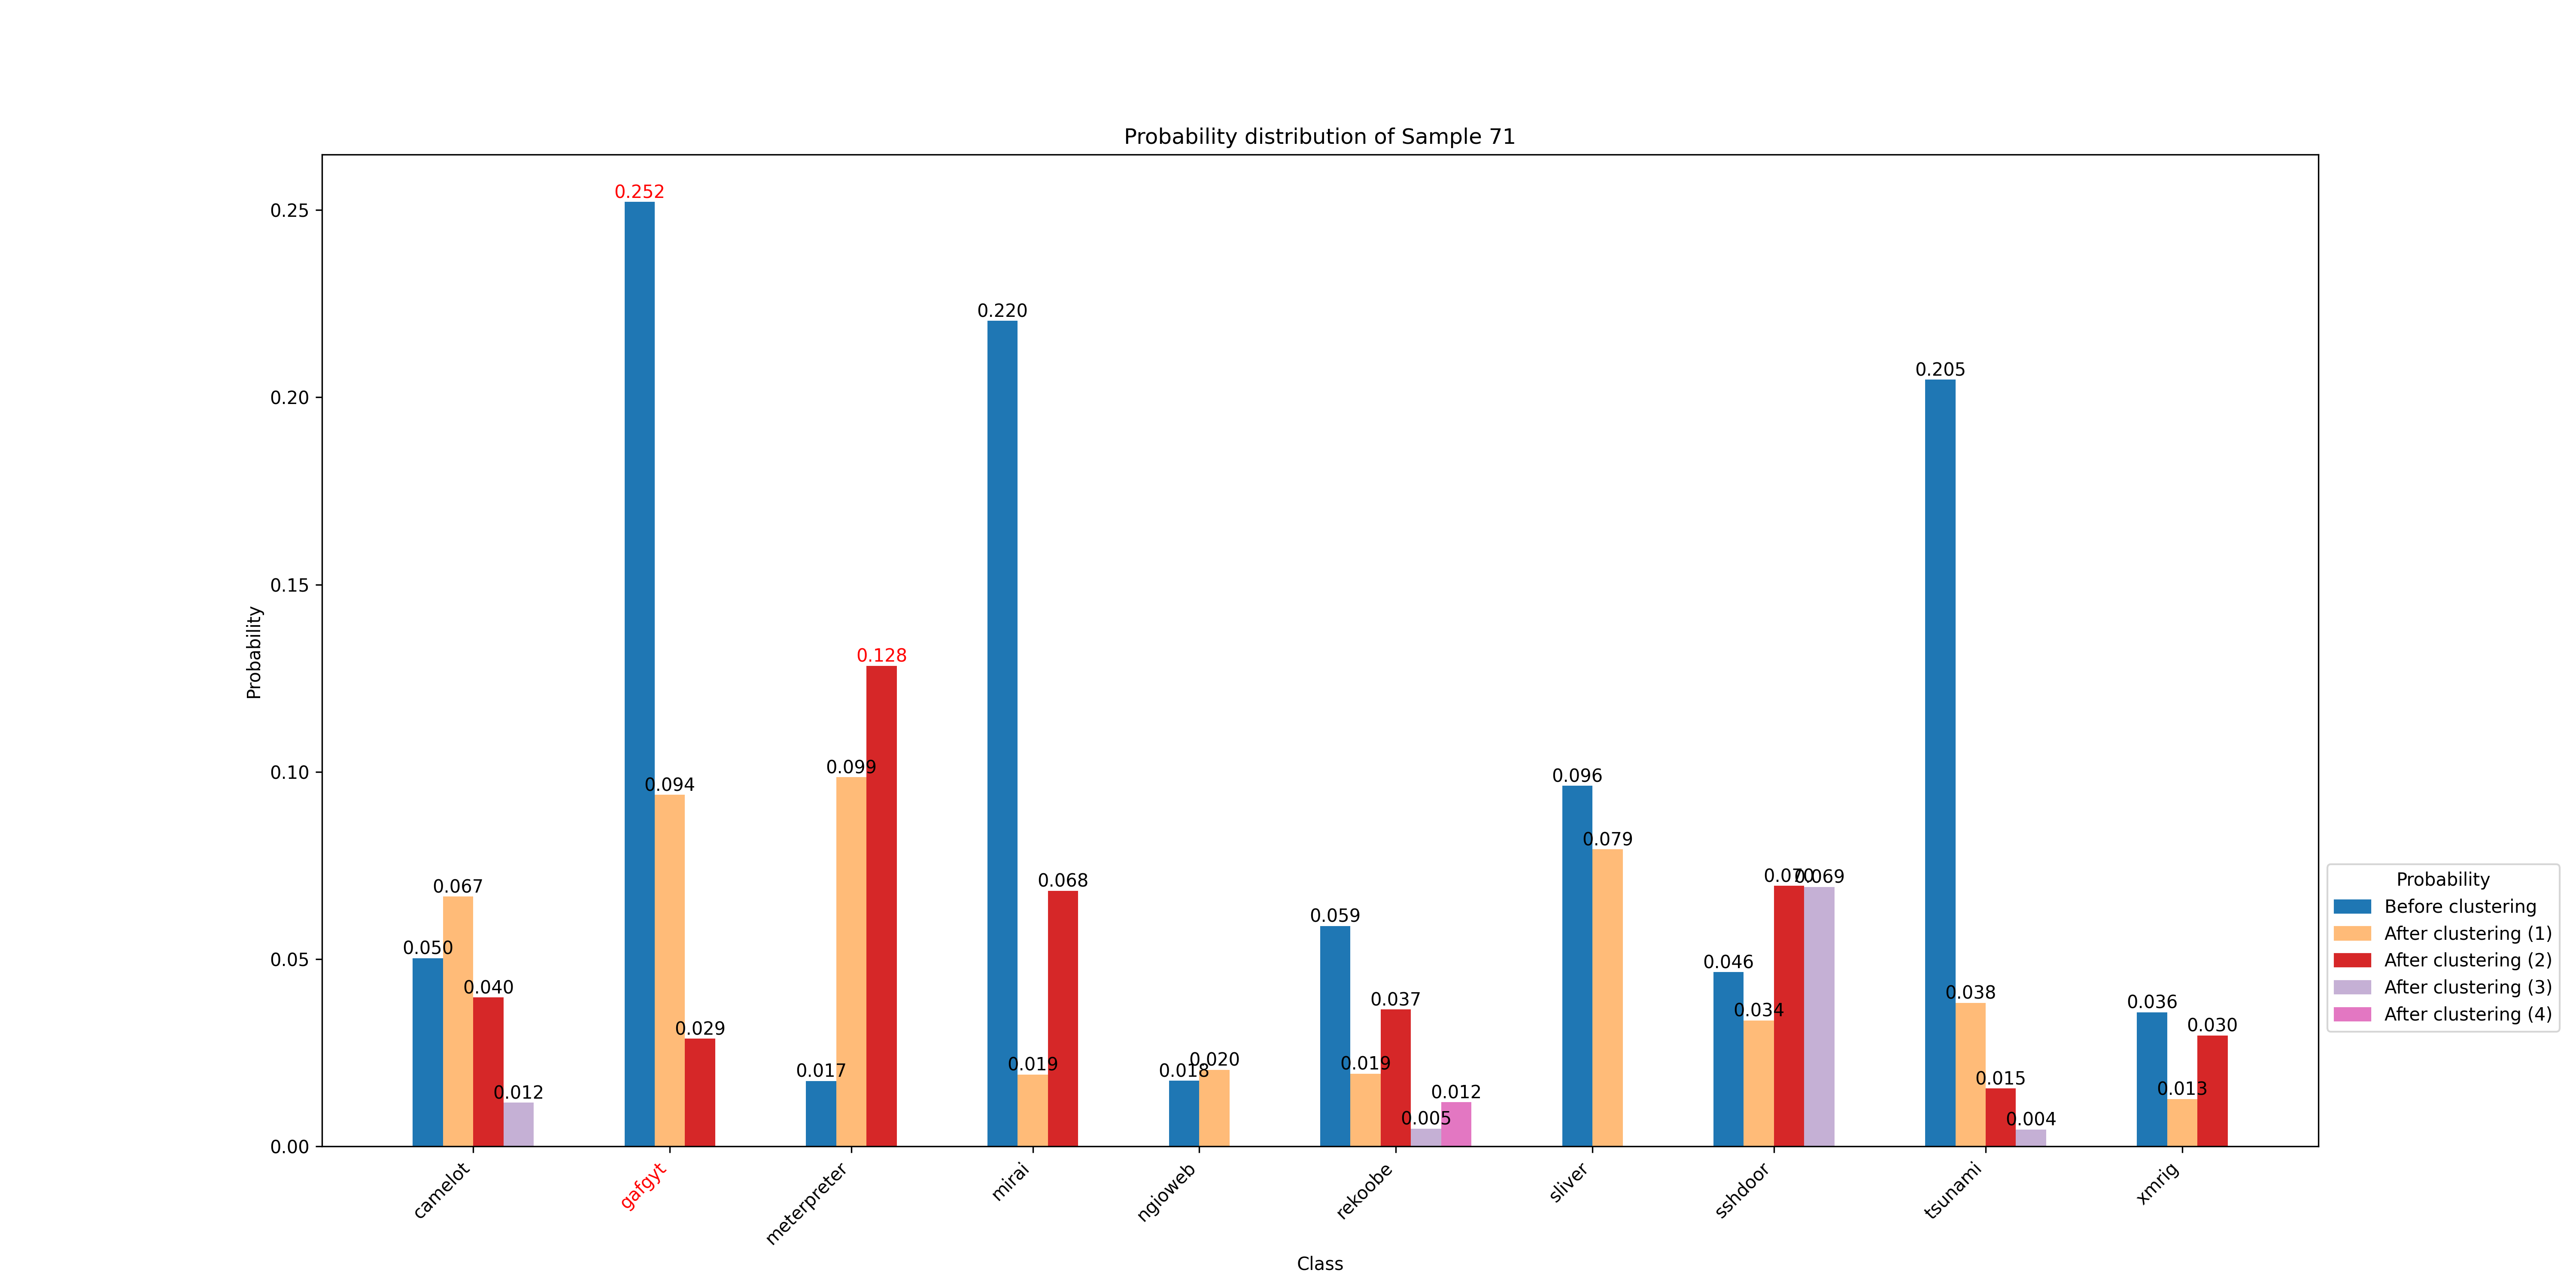 Probability distribution of Sample 71
Probability
0.25
0.20
0.15
0.10
0.05
0.00
0.050
0.067
0.040
0.012
0.252
0.094
0.029
0.017
0.099
0.128
0.220
0.019
0.068
0.018
0.020
0.059
0.019
0.037
0.005
0.012
0.096
0.079
0.046
0.034
0.070
0.069
0.205
0.038
0.015
0.004
0.036
0.013
0.030
camelot
gafgyt
meterpreter
mirai
ngioweb
rekoobe
sliver
sshdoor
tsunami
xmrig
Class
Probability
Before clustering
After clustering (1)
After clustering (2)
After clustering (3)
After clustering (4)